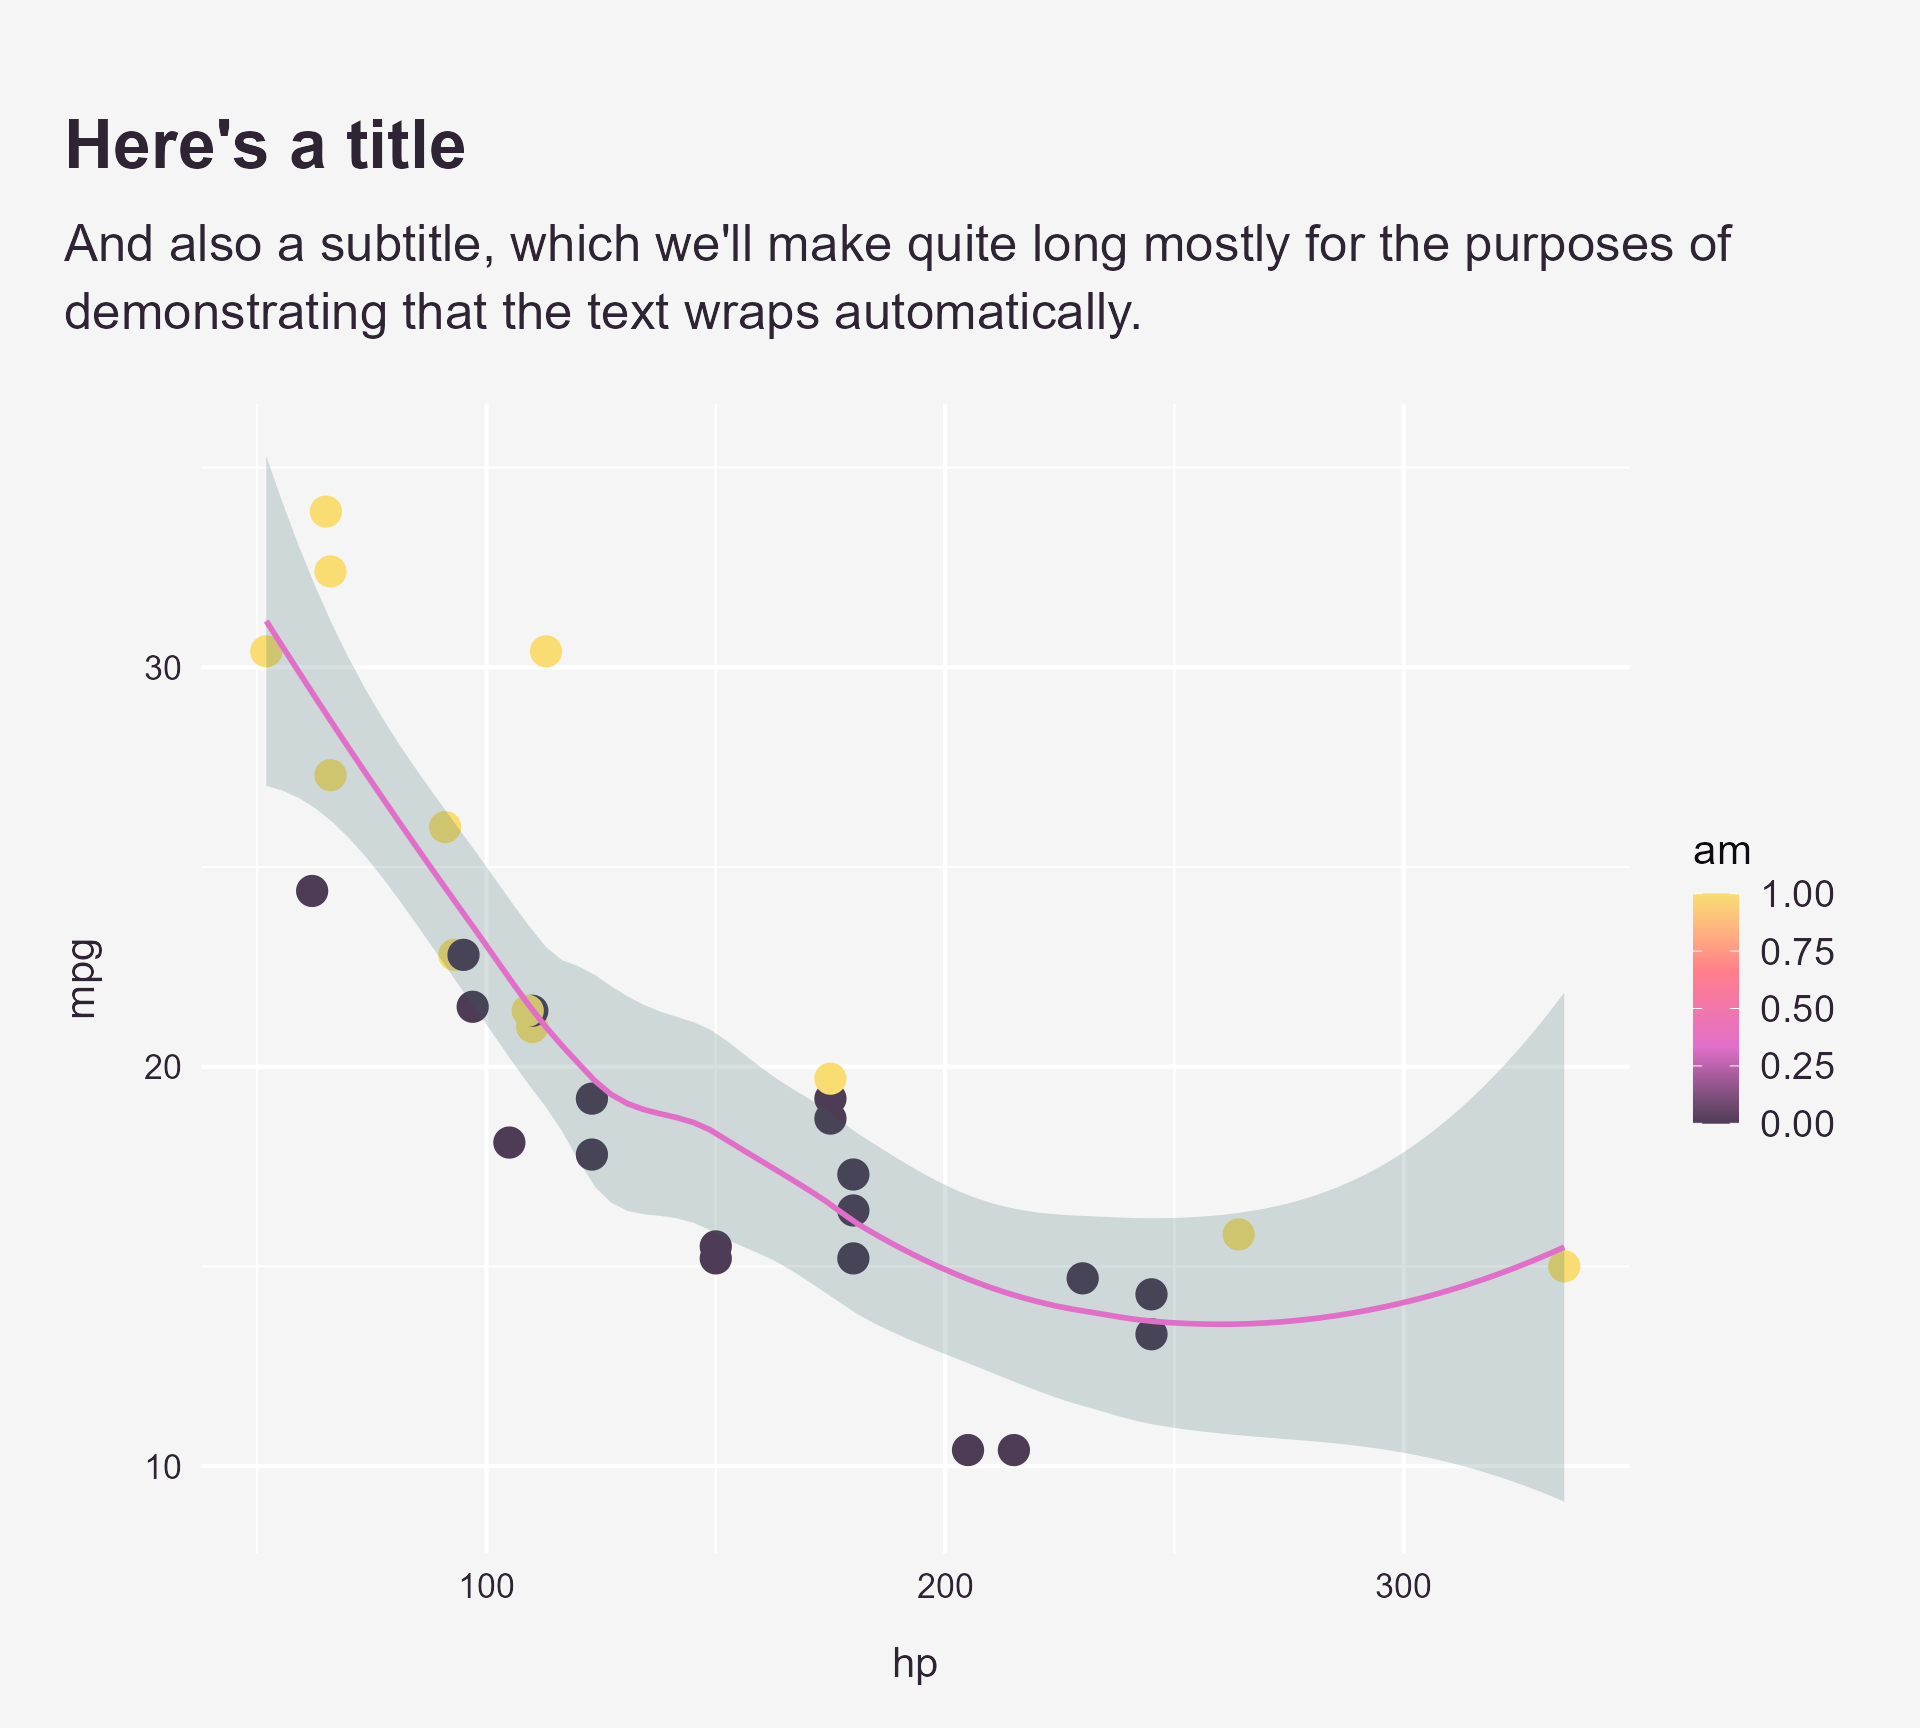 Here's a title
And also a subtitle, which we'll make quite long mostly for the purposes of
demonstrating that the text wraps automatically.
30
20
10
mpg
100
200
300
hp
am
1.00
0.75
0.50
0.25
0.00